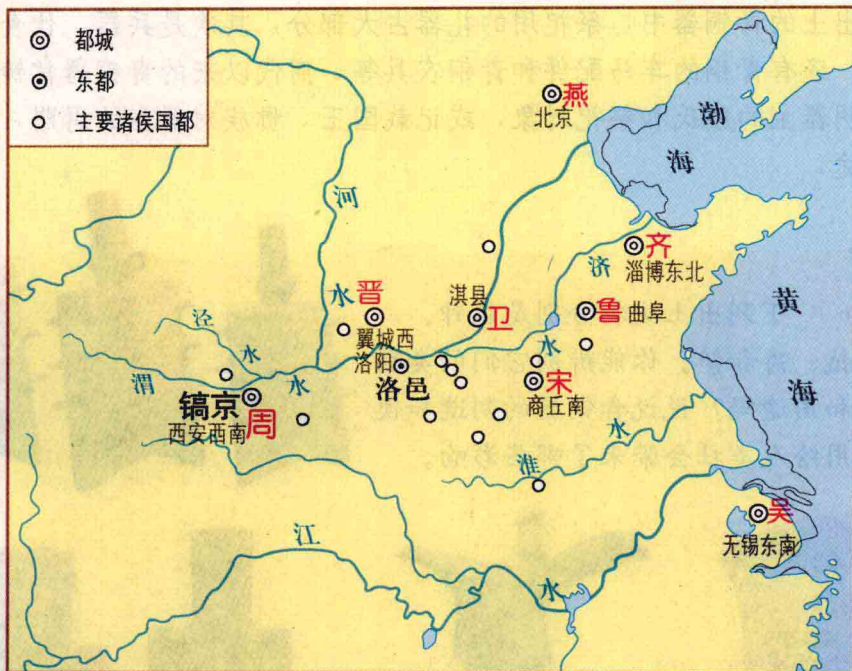 都城
东都
主要诸侯国都
燕
北京
渤
海
河
水
齐
淄博东北
济
水
晋
翼城西
淇县
卫
鲁
曲阜
黄
海
泾
水
渭
水
洛阳
洛邑
宋
商丘南
镐京
西安西南
周
淮
水
江
水
吴
无锡东南